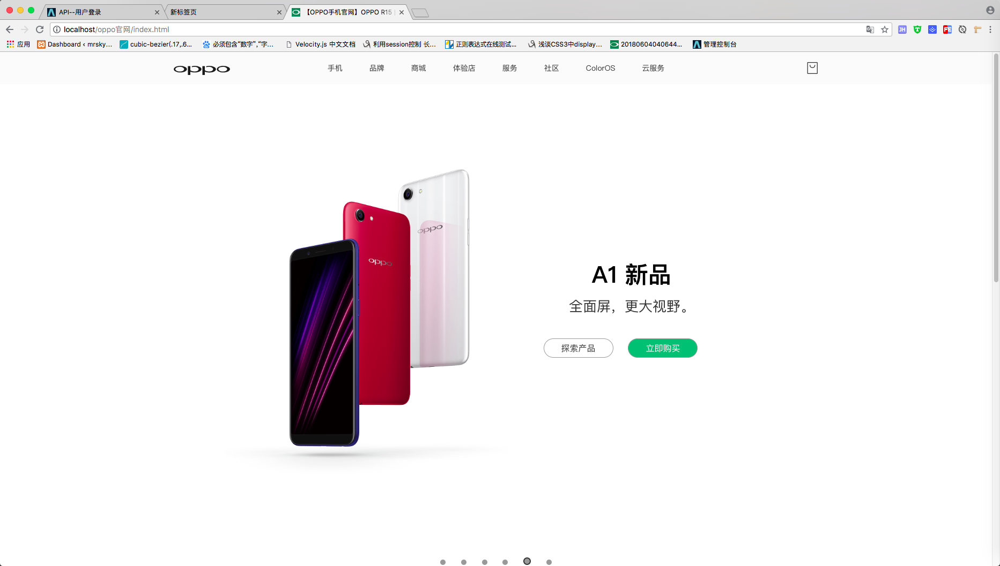 API--用户登录
新标签页
【OPPO手机官网】OPPO R15
localhost/oppo官网/index.html
应用
Dashboard ‹ mrsky...
cubic-bezier(.17,.6...
必须包含“数字”,“字...
Velocity.js 中文文档
利用session控制 长...
正则表达式在线测试...
浅谈CSS3中display...
20180604040644...
管理控制台
oppo
手机
品牌
商城
体验店
服务
社区
ColorOS
云服务
oppo
oppo
A1 新品
全面屏，更大视野。
探索产品
立即购买